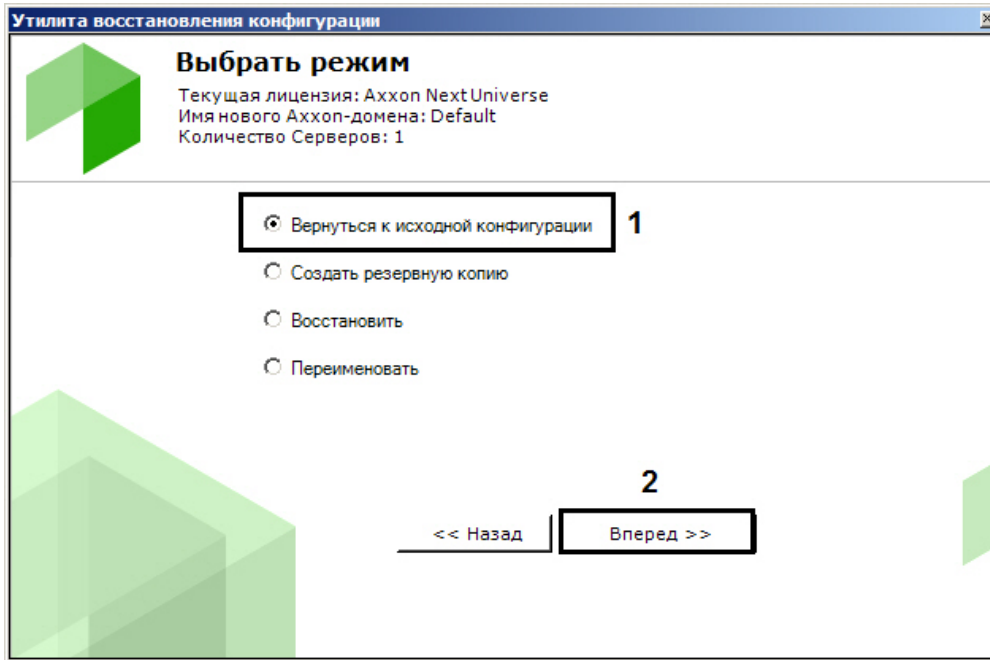 Утилита восстановления конфигурации
Выбрать режим
Текущая лицензия: Axxon Next Universe
Имя нового Axxon-домена: Default
Количество Серверов: 1
Вернуться к исходной конфигурации 1
Создать резервную копию
Восстановить
Переименовать
2
<< Назад Вперед >>